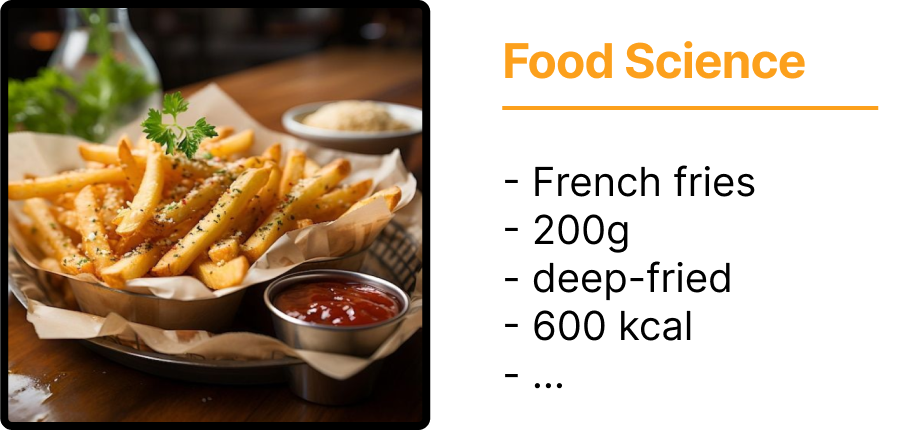 Food Science
- French fries
- 200g
- deep-fried
- 600 kcal
- ...